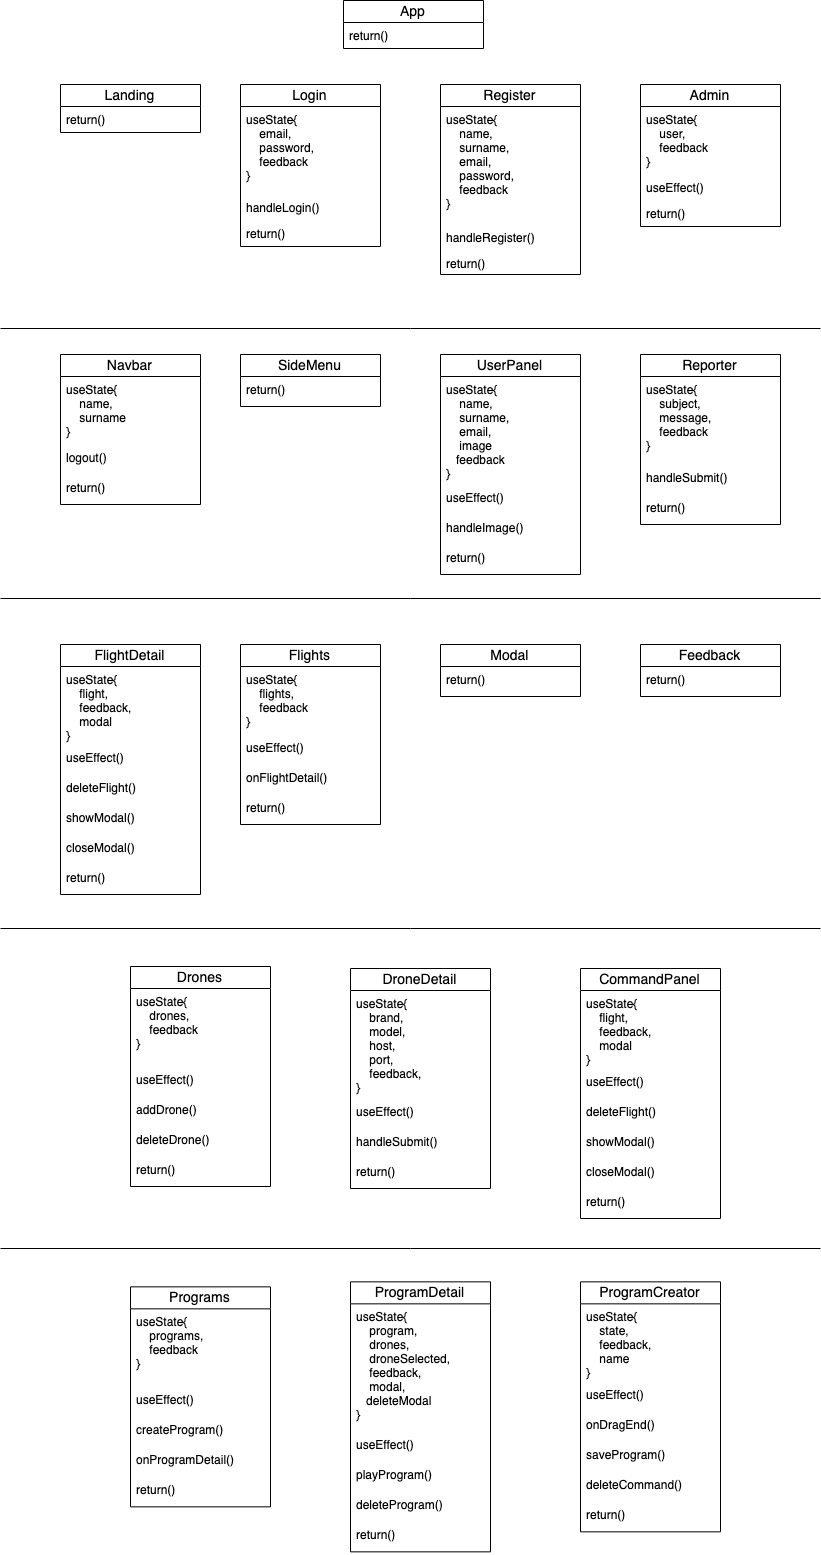 App
return()
Landing
return()
Login
useState{
email,
password,
feedback
}
handleLogin()
return()
Register
useState{
name,
surname,
email,
password,
feedback
}
handleRegister()
return()
Admin
useState{
user,
feedback
}
useEffect()
return()
Navbar
useState{
name,
surname
}
logout()
return()
SideMenu
return()
UserPanel
useState{
name,
surname,
email,
image
feedback
}
useEffect()
handleImage()
return()
Reporter
useState{
subject,
message,
feedback
}
handleSubmit()
return()
FlightDetail
useState{
flight,
feedback,
modal
}
useEffect()
deleteFlight()
showModal()
closeModal()
return()
Flights
useState{
flights,
feedback
}
useEffect()
onFlightDetail()
return()
Modal
return()
Feedback
return()
Drones
useState{
drones,
feedback
}
useEffect()
addDrone()
deleteDrone()
return()
DroneDetail
useState{
brand,
model,
host,
port,
feedback,
}
useEffect()
handleSubmit()
return()
CommandPanel
useState{
flight,
feedback,
modal
}
useEffect()
deleteFlight()
showModal()
closeModal()
return()
Programs
useState{
programs,
feedback
}
useEffect()
createProgram()
onProgramDetail()
return()
ProgramDetail
useState{
program,
drones,
droneSelected,
feedback,
modal,
deleteModal
}
useEffect()
playProgram()
deleteProgram()
return()
ProgramCreator
useState{
state,
feedback,
name
}
useEffect()
onDragEnd()
saveProgram()
deleteCommand()
return()